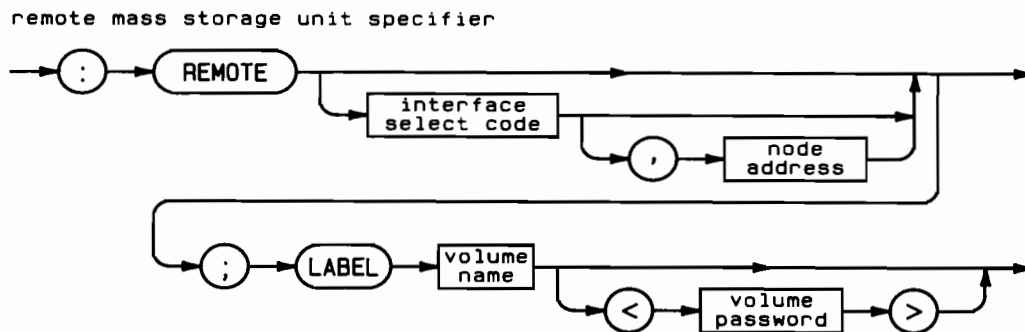 remote mass storage unit specifier
: REMOTE
interface
select code
, node
address
; LABEL volume
name
< volume
password >